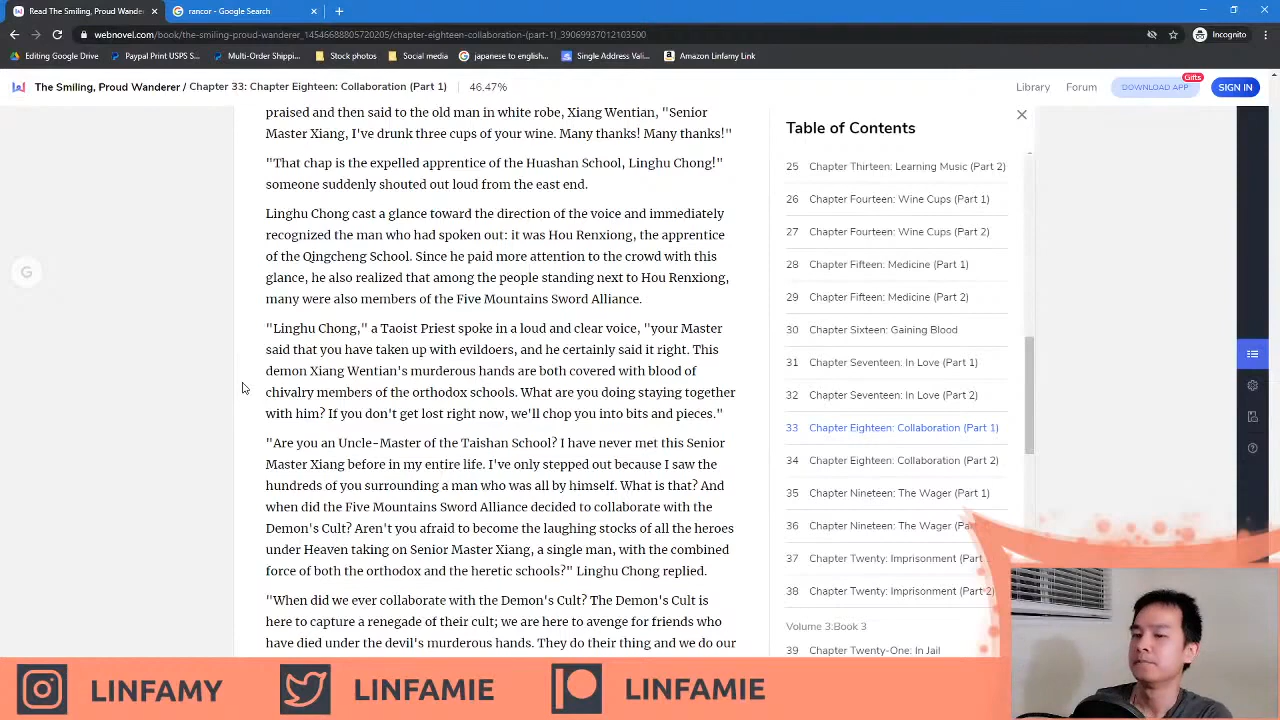 Read The Smiling, Proud Wande
rancor - Google Search
webnovel.com/book/the-smiling-proud-wanderer_14546688805720205/chapter-eighteen-collaboration-(part-1)_39069937012103500
Incognito
Editing Google Drive
Paypal Print USPS S...
Multi-Order Shippi...
Stock photos
Social media
japanese to english...
Single Address Vali...
Amazon Linfamy Link
The Smiling, Proud Wanderer / Chapter 33: Chapter Eighteen: Collaboration (Part 1)
46.47%
Library
Forum
DOWNLOAD APP
Gifts
SIGN IN
praised and then said to the old man in white robe, Xiang Wentian, "Senior
Master Xiang, I've drunk three cups of your wine. Many thanks! Many thanks!"
"That chap is the expelled apprentice of the Huashan School, Linghu Chong!"
someone suddenly shouted out loud from the east end.
Linghu Chong cast a glance toward the direction of the voice and immediately
recognized the man who had spoken out: it was Hou Renxiong, the apprentice
of the Qingcheng School. Since he paid more attention to the crowd with this
glance, he also realized that among the people standing next to Hou Renxiong,
many were also members of the Five Mountains Sword Alliance.
"Linghu Chong," a Taoist Priest spoke in a loud and clear voice, "your Master
said that you have taken up with evildoers, and he certainly said it right. This
demon Xiang Wentian's murderous hands are both covered with blood of
chivalry members of the orthodox schools. What are you doing staying together
with him? If you don't get lost right now, we'll chop you into bits and pieces."
"Are you an Uncle-Master of the Taishan School? I have never met this Senior
Master Xiang before in my entire life. I've only stepped out because I saw the
hundreds of you surrounding a man who was all by himself. What is that? And
when did the Five Mountains Sword Alliance decided to collaborate with the
Demon's Cult? Aren't you afraid to become the laughing stocks of all the heroes
under Heaven taking on Senior Master Xiang, a single man, with the combined
force of both the orthodox and the heretic schools?" Linghu Chong replied.
"When did we ever collaborate with the Demon's Cult? The Demon's Cult is
here to capture a renegade of their cult; we are here to avenge for friends who
have died under the devil's murderous hands. They do their thing and we do our
Table of Contents
25 Chapter Thirteen: Learning Music (Part 2)
26 Chapter Fourteen: Wine Cups (Part 1)
27 Chapter Fourteen: Wine Cups (Part 2)
28 Chapter Fifteen: Medicine (Part 1)
29 Chapter Fifteen: Medicine (Part 2)
30 Chapter Sixteen: Gaining Blood
31 Chapter Seventeen: In Love (Part 1)
32 Chapter Seventeen: In Love (Part 2)
33 Chapter Eighteen: Collaboration (Part 1)
34 Chapter Eighteen: Collaboration (Part 2)
35 Chapter Nineteen: The Wager (Part 1)
36 Chapter Nineteen: The Wager (Pa
37 Chapter Twenty: Imprisonment (Part
38 Chapter Twenty: Imprisonment (Part 2)
Volume 3:Book 3
39 Chapter Twenty-One: In Jail
G
LINFAMY
LINFAMIE
LINFAMIE